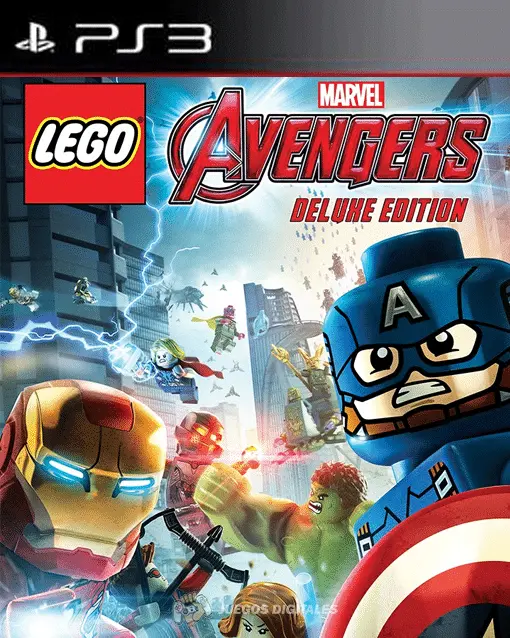 PS3
LEGO
MARVEL
AVENGERS
DELUXE EDITION
A
JUEGOS DIGITALES